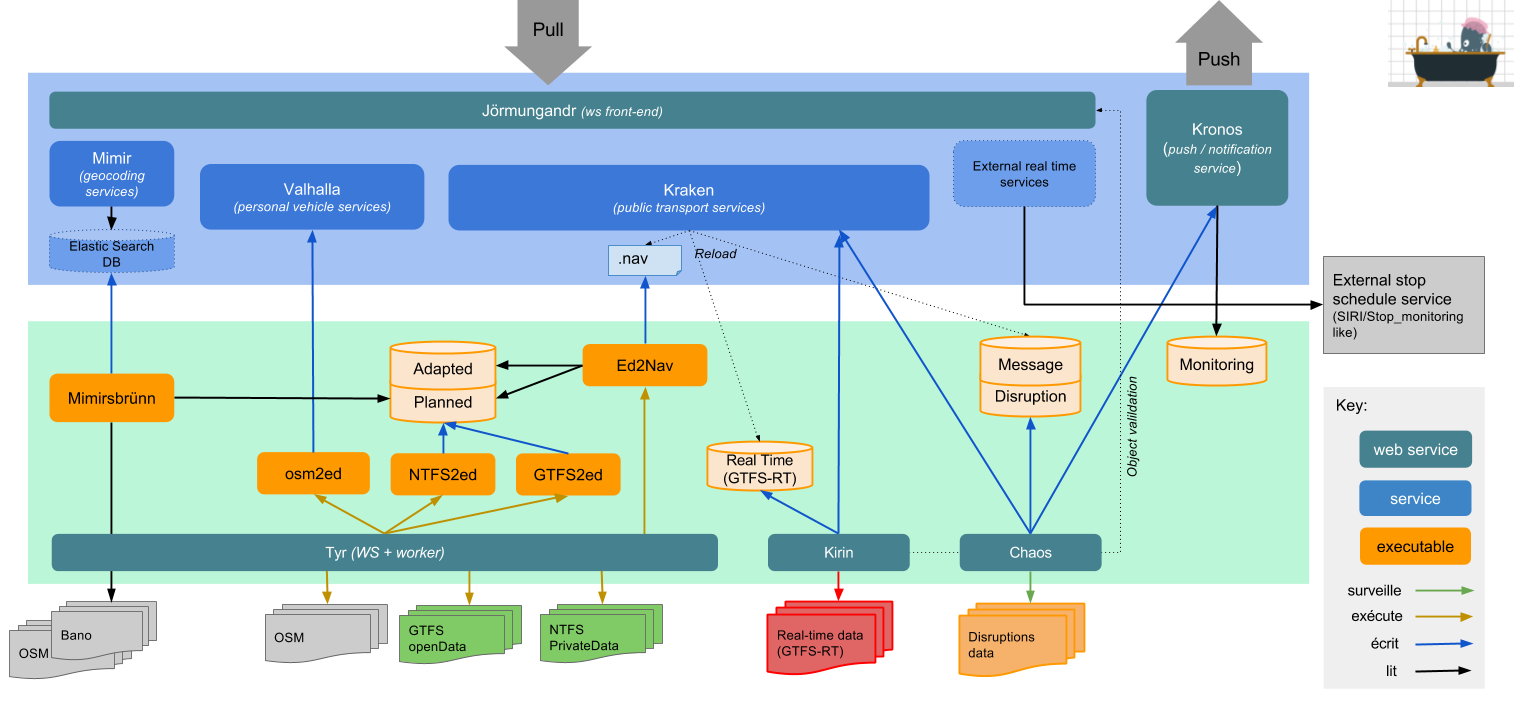 Pull
Push
Jörmungandr (ws front-end)
Kronos
(push / notification
service)
Mimir
(geocoding
services)
Valhalla
(personal vehicle services)
Kraken
(public transport services)
External real time
services
Elastic Search
DB
.nav
Reload
External stop
schedule service
(SIRI/Stop_monitoring
like)
Mimirsbrünn
Adapted
Planned
Ed2Nav
Message
Disruption
Monitoring
Object valildation
osm2ed
NTFS2ed
GTFS2ed
Real Time
(GTFS-RT)
Tyr (WS + worker)
Kirin
Chaos
OSM
Bano
OSM
GTFS
openData
NTFS
PrivateData
Real-time data
(GTFS-RT)
Disruptions
data
Key:
web service
service
executable
surveille
exécute
écrit
lit